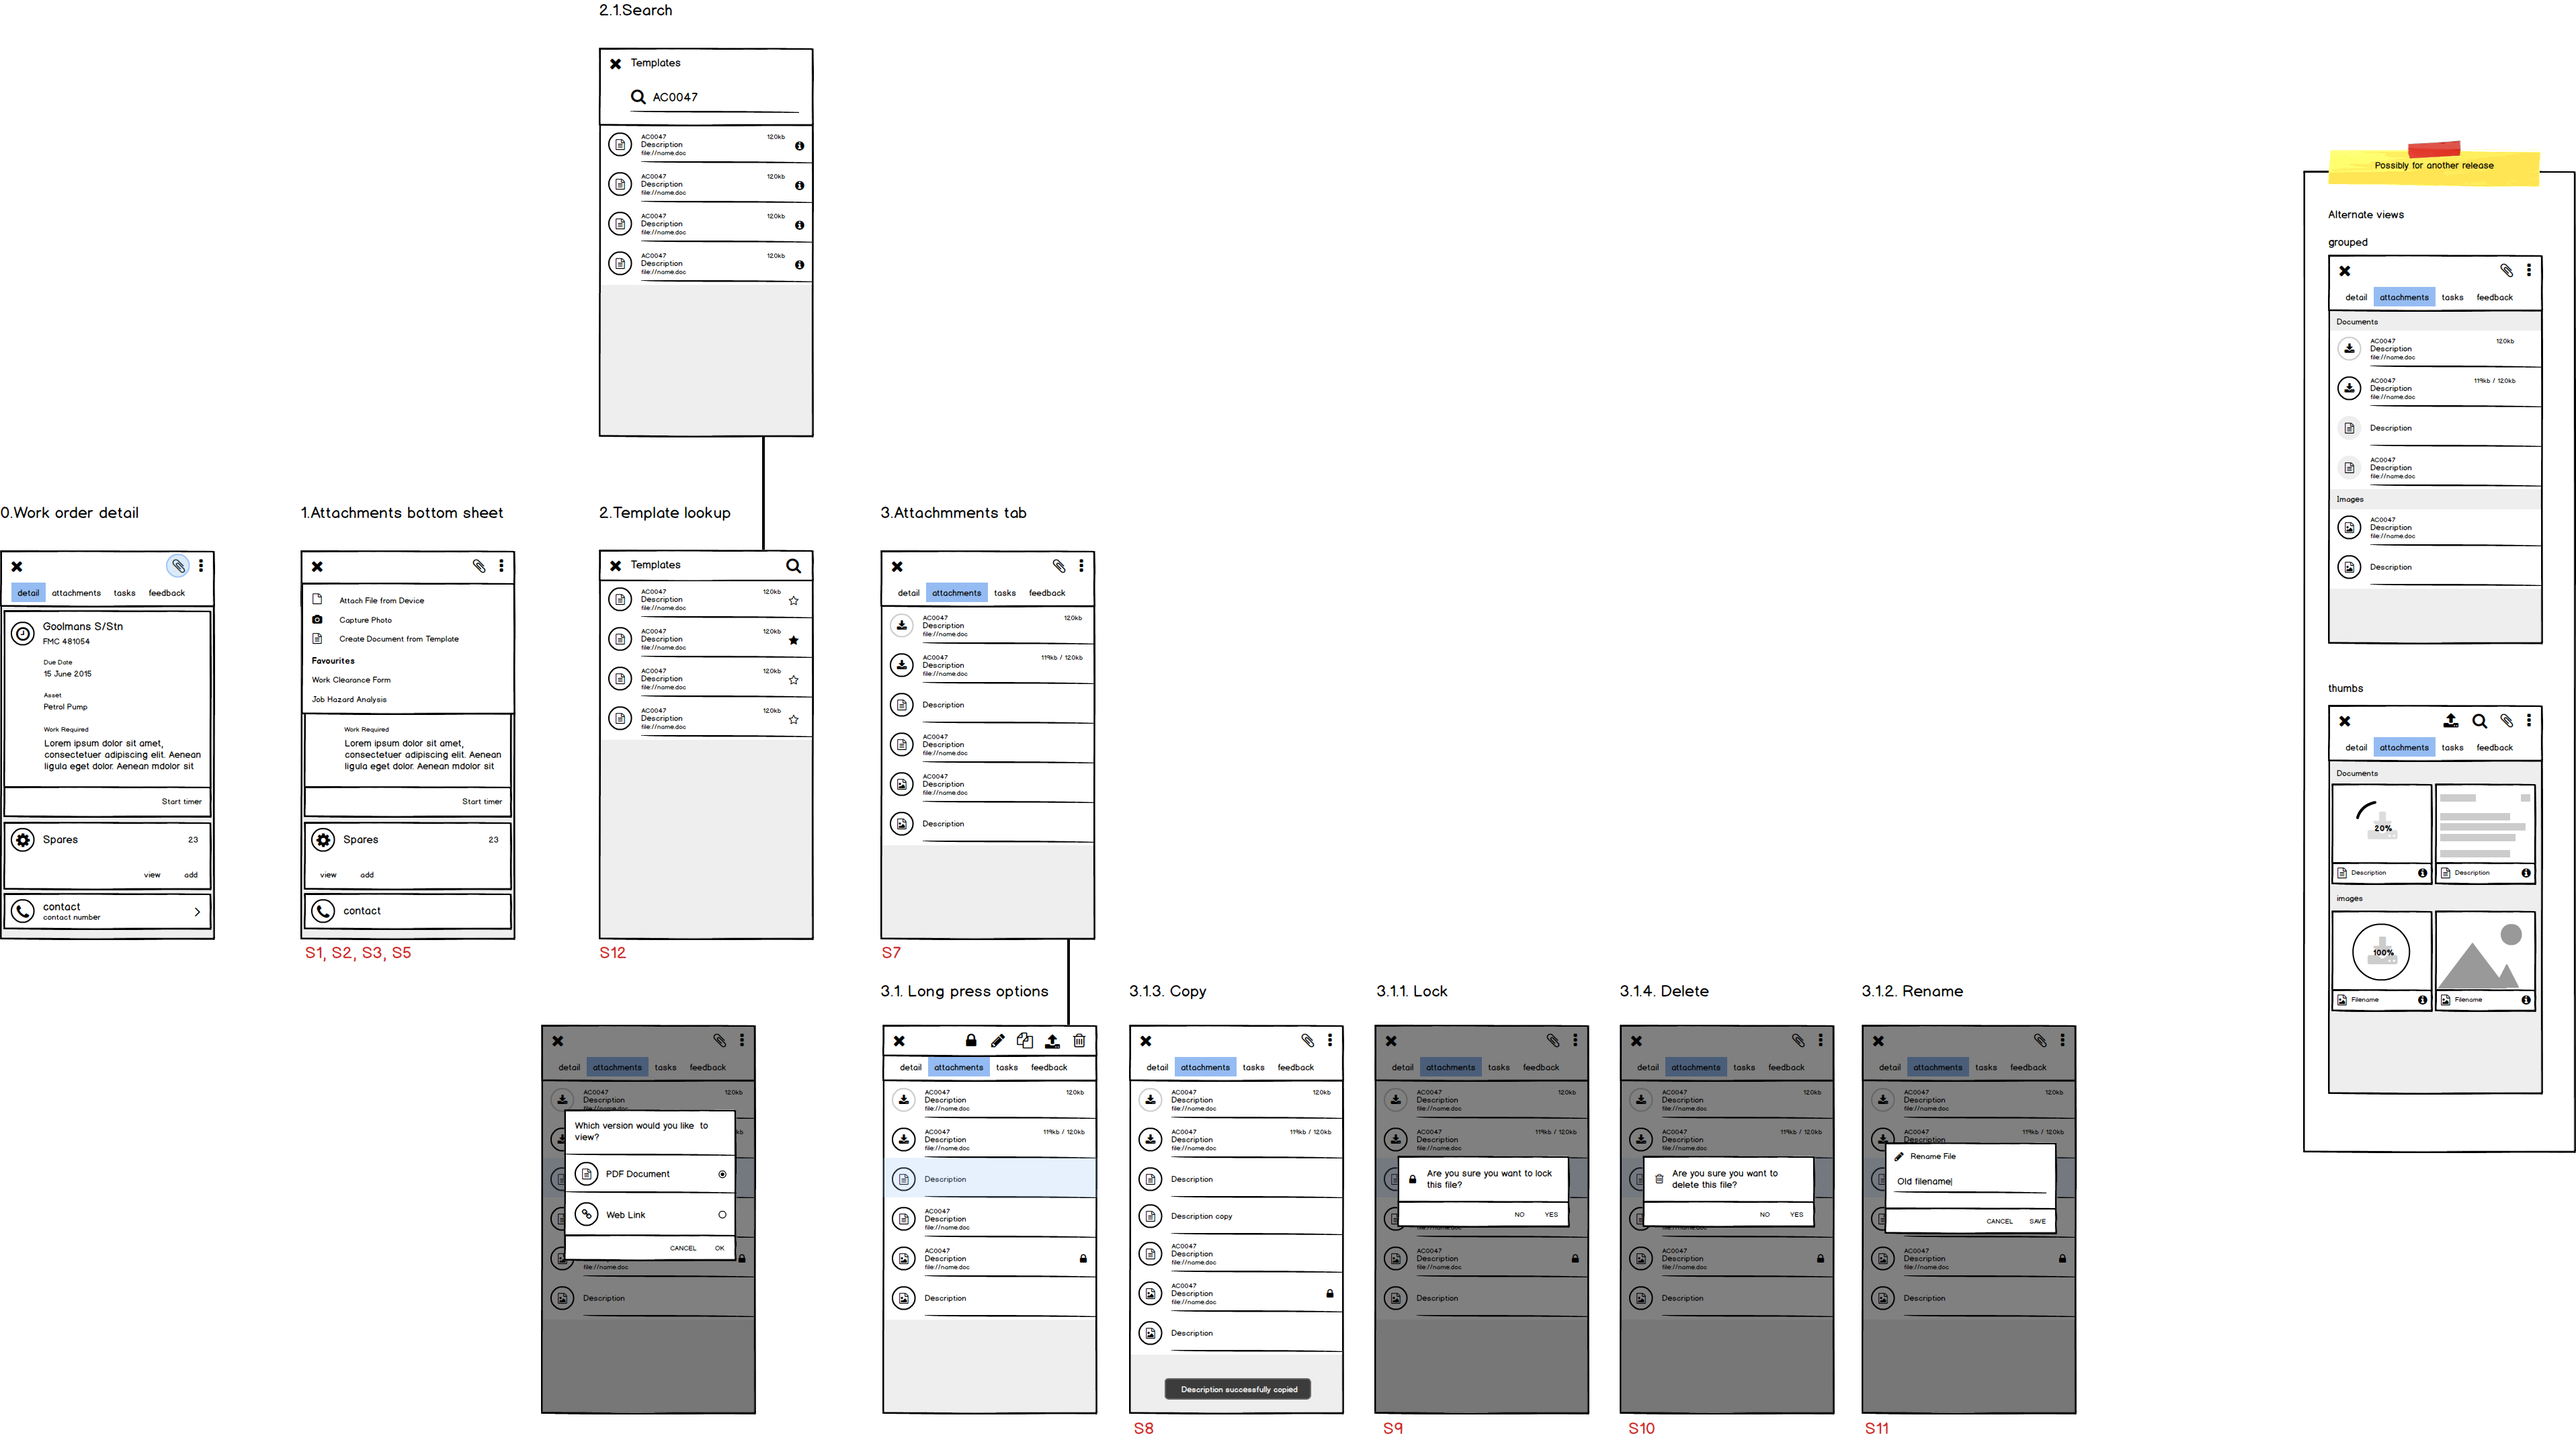 2.1.Search
Templates
AC0047
AC0047
120kb
Description
file://name.doc
AC0047
120kb
Description
file://name.doc
AC0047
120kb
Description
file://name.doc
AC0047
120kb
Description
file://name.doc
0.Work order detail
detail attachments tasks feedback
Goolmans S/Stn
FMC 481054
Due Date
15 June 2015
Asset
Petrol Pump
Work Required
Lorem ipsum dolor sit amet,
consectetuer adipiscing elit. Aenean
ligula eget dolor. Aenean mdolor sit
Start timer
Spares 23
view add
contact
contact number
1.Attachments bottom sheet
Attach File from Device
Capture Photo
Create Document from Template
Favourites
Work Clearance Form
Job Hazard Analysis
Work Required
Lorem ipsum dolor sit amet,
consectetuer adipiscing elit. Aenean
ligula eget dolor. Aenean mdolor sit
Start timer
Spares 23
view add
contact
S1, S2, S3, S5
2.Template lookup
Templates
AC0047
120kb
Description
file://name.doc
AC0047
120kb
Description
file://name.doc
AC0047
120kb
Description
file://name.doc
AC0047
120kb
Description
file://name.doc
S12
3.Attachmments tab
detail attachments tasks feedback
AC0047
120kb
Description
file://name.doc
AC0047
119kb / 120kb
Description
file://name.doc
Description
AC0047
Description
file://name.doc
AC0047
Description
file://name.doc
Description
S7
detail attachments tasks feedback
AC0047
120kb
Description
Which version would you like to
view?
PDF Document
Web Link
CANCEL OK
file://name.doc
Description
3.1. Long press options
detail attachments tasks feedback
AC0047
120kb
Description
file://name.doc
AC0047
119kb / 120kb
Description
file://name.doc
Description
AC0047
Description
file://name.doc
AC0047
Description
file://name.doc
Description
3.1.3. Copy
detail attachments tasks feedback
AC0047
120kb
Description
file://name.doc
AC0047
119kb / 120kb
Description
file://name.doc
Description
Description copy
AC0047
Description
file://name.doc
AC0047
Description
file://name.doc
Description
Description successfully copied
S8
3.1.1. Lock
detail attachments tasks feedback
AC0047
120kb
Description
file://name.doc
AC0047
119kb / 120kb
Description
file://name.doc
Are you sure you want to lock
this file?
NO YES
AC0047
Description
file://name.doc
Description
S9
3.1.4. Delete
detail attachments tasks feedback
AC0047
120kb
Description
file://name.doc
AC0047
119kb / 120kb
Description
file://name.doc
Are you sure you want to
delete this file?
NO YES
AC0047
Description
file://name.doc
Description
S10
3.1.2. Rename
detail attachments tasks feedback
AC0047
120kb
Description
file://name.doc
AC0047
119kb / 120kb
Description
Rename File
Old filename
CANCEL SAVE
AC0047
Description
file://name.doc
Description
S11
Possibly for another release
Alternate views
grouped
detail attachments tasks feedback
Documents
AC0047
120kb
Description
file://name.doc
AC0047
119kb / 120kb
Description
file://name.doc
Description
AC0047
Description
file://name.doc
Images
AC0047
Description
file://name.doc
Description
thumbs
detail attachments tasks feedback
Documents
20%
Description
Description
images
100%
Filename
Filename